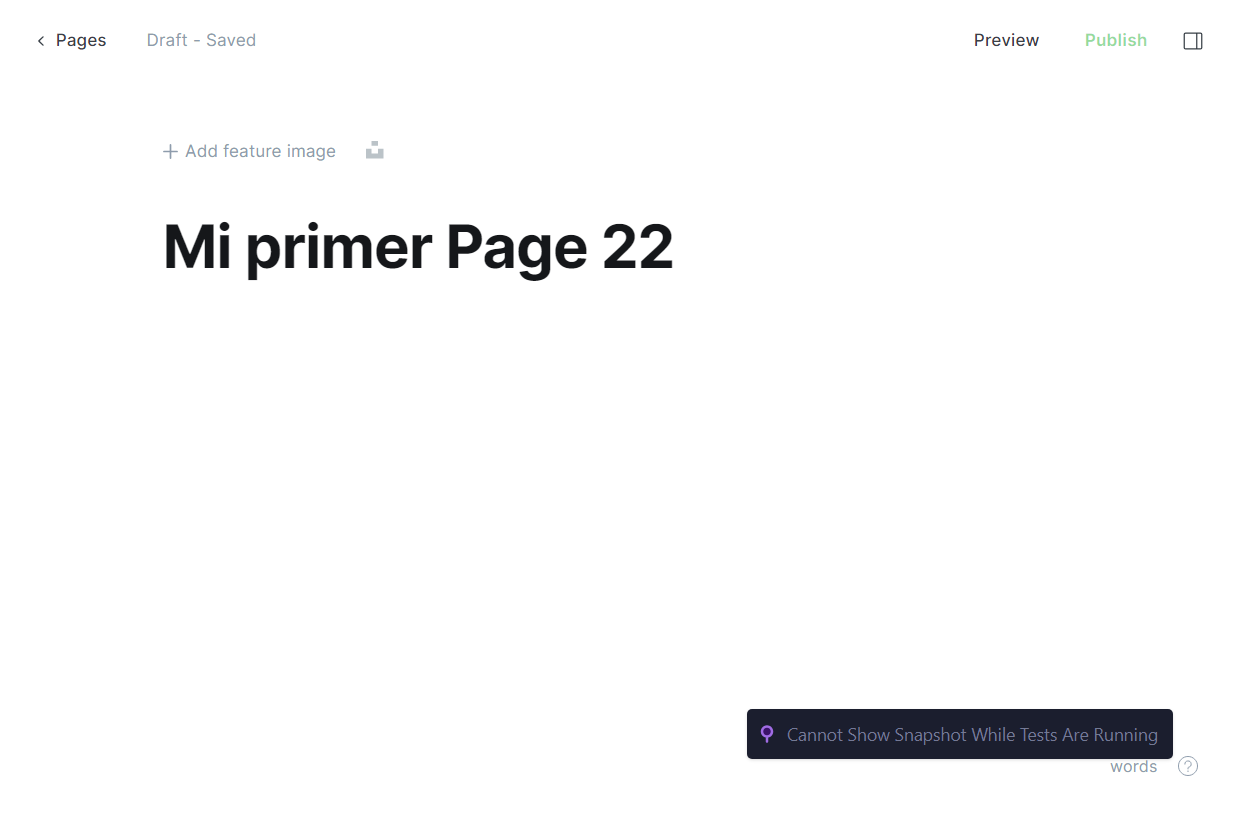 Pages Draft - Saved Preview Publish
Add feature image
Mi primer Page 22
Cannot Show Snapshot While Tests Are Running
words ?